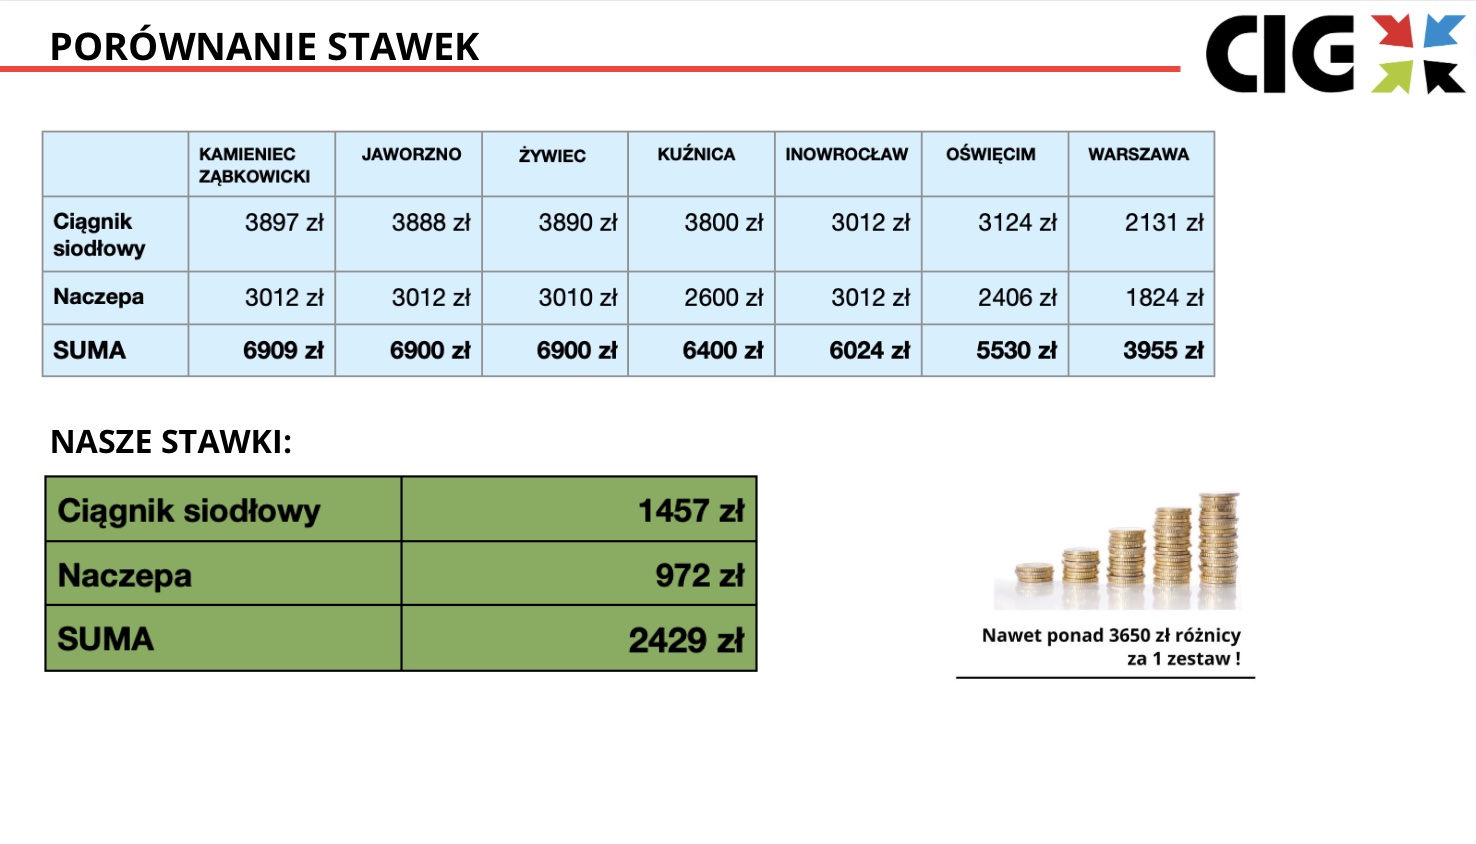 PORÓWNANIE STAWEK
CIG
KAMIENIEC ZĄBKOWICKI JAWORZNO ŻYWIEC KUŹNICA INOWROCŁAW OŚWIĘCIM WARSZAWA
Ciągnik siodłowy 3897 zł 3888 zł 3890 zł 3800 zł 3012 zł 3124 zł 2131 zł
Naczepa 3012 zł 3012 zł 3010 zł 2600 zł 3012 zł 2406 zł 1824 zł
SUMA 6909 zł 6900 zł 6900 zł 6400 zł 6024 zł 5530 zł 3955 zł
NASZE STAWKI:
Ciągnik siodłowy 1457 zł
Naczepa 972 zł
SUMA 2429 zł
Nawet ponad 3650 zł różnicy
za 1 zestaw !